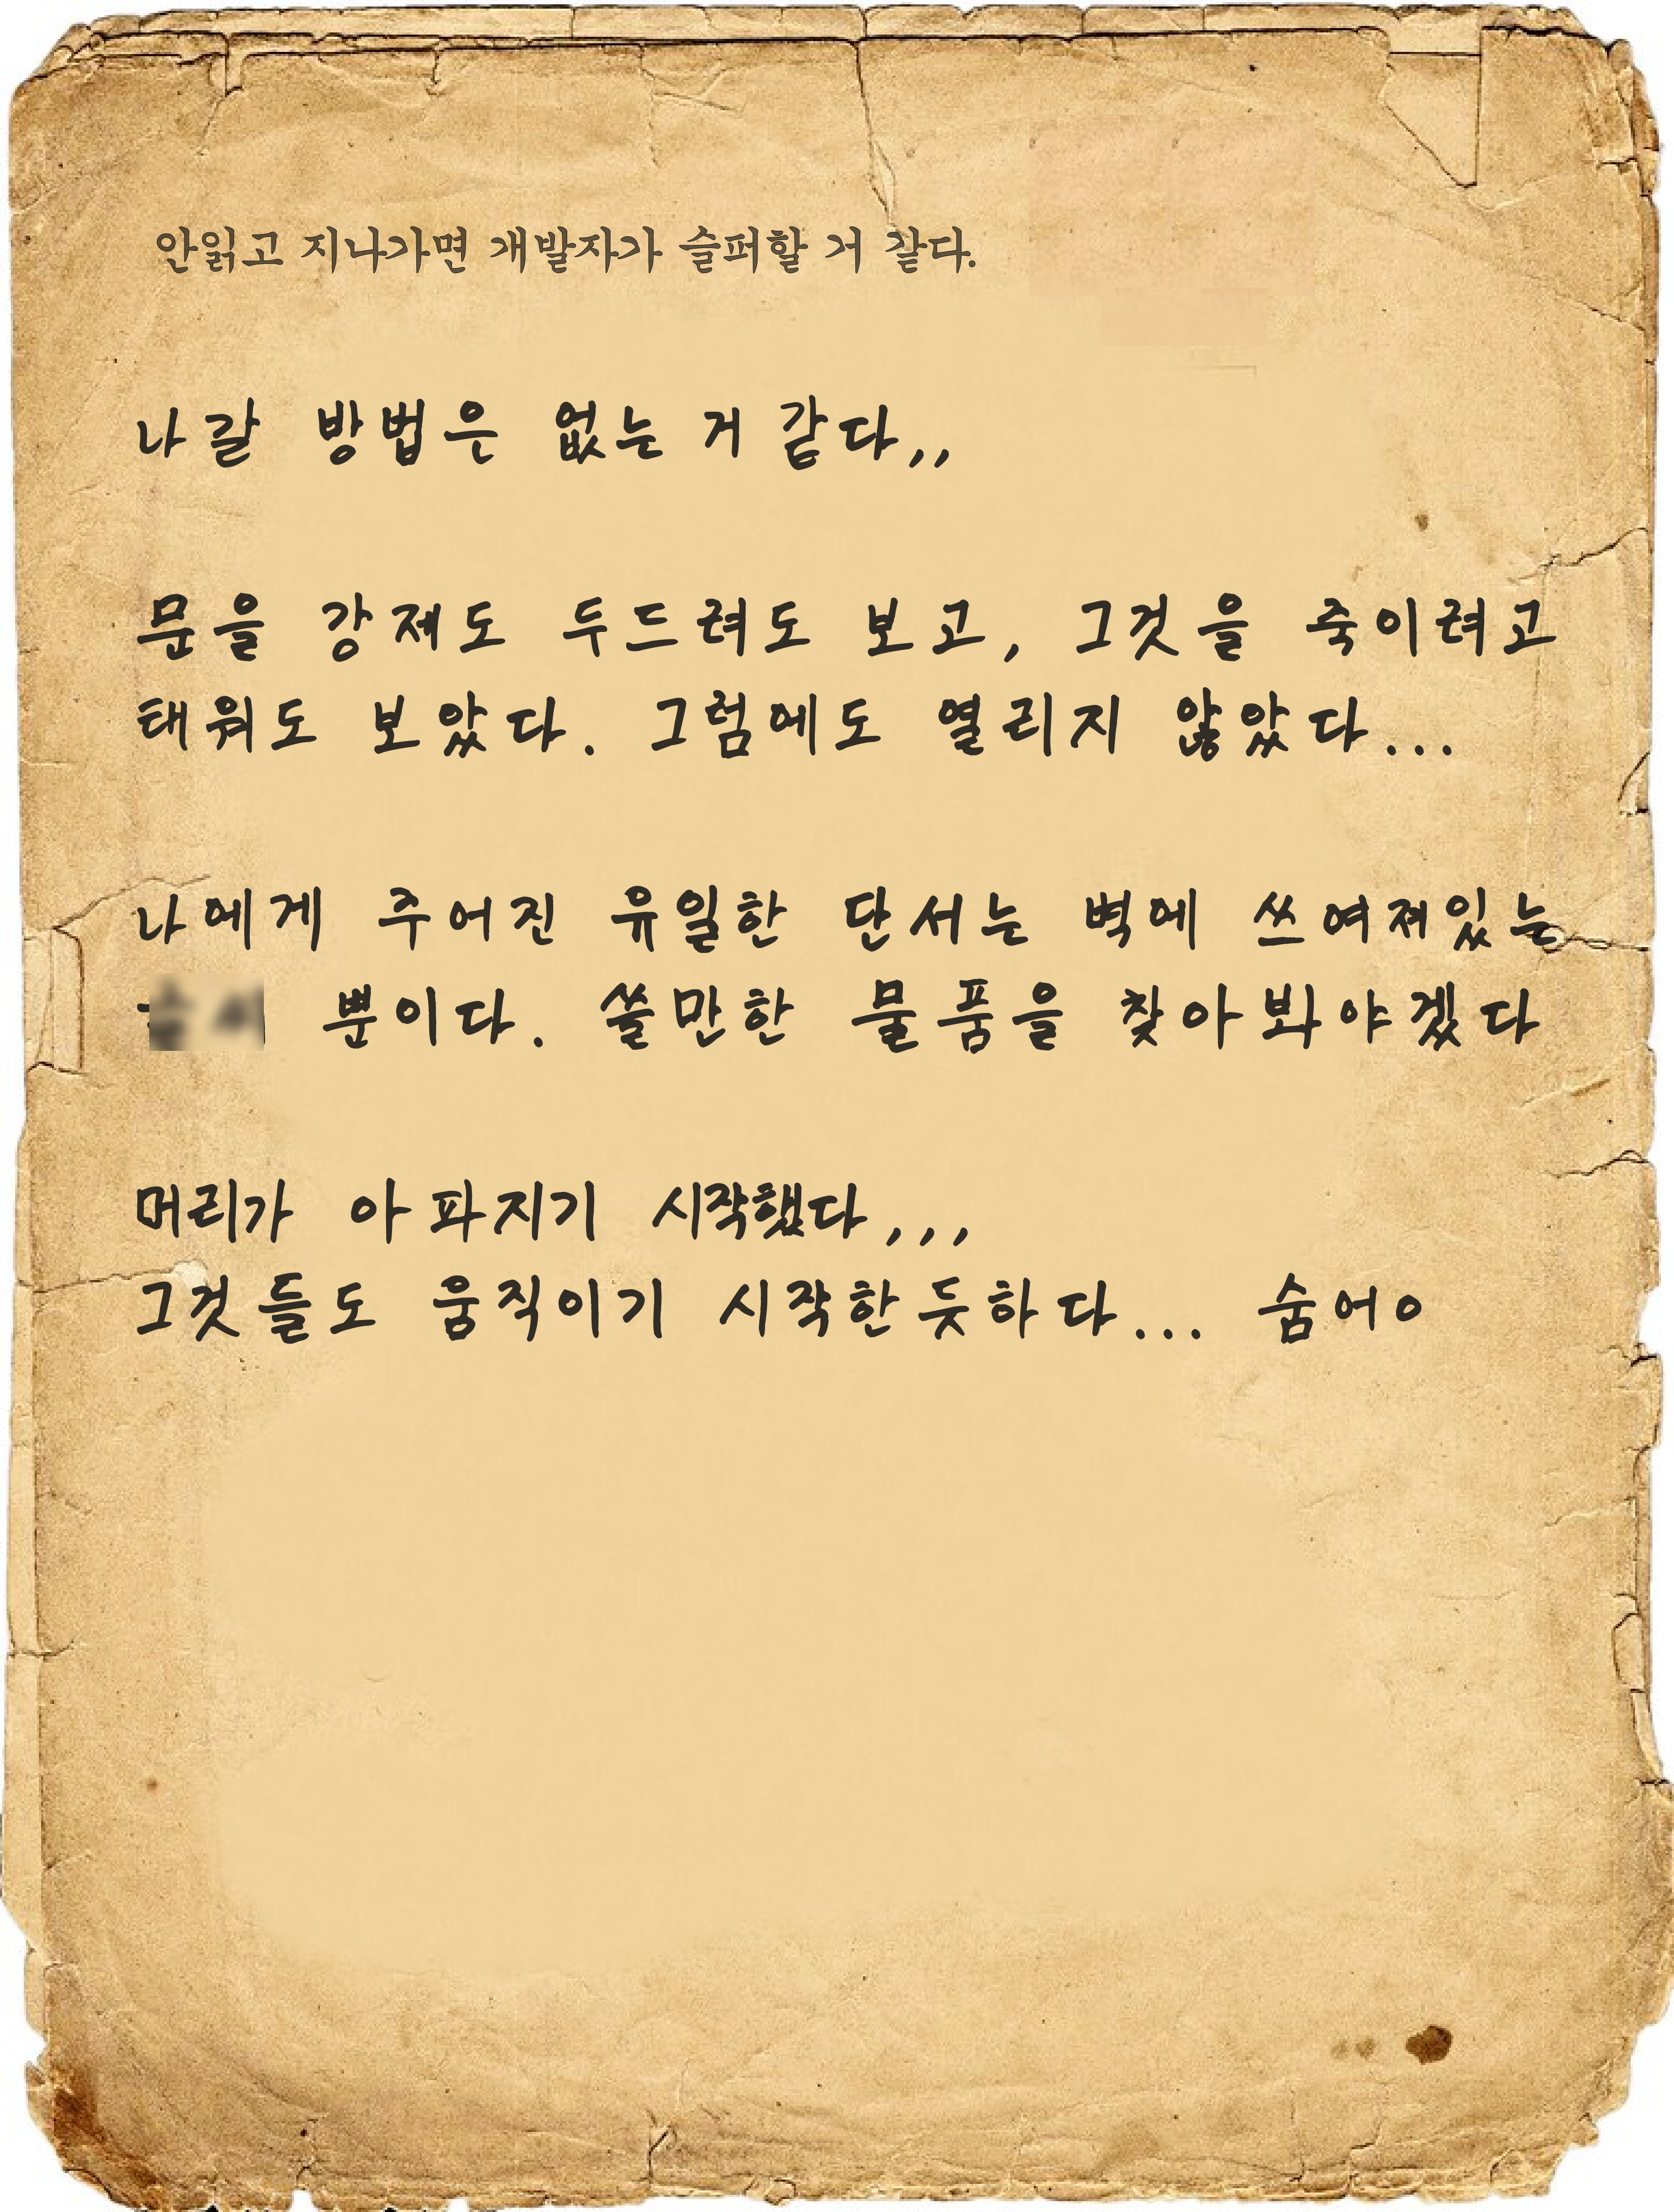 안읽고 지나가면 개발자가 슬퍼할 거 같다.
나갈 방법은 없는 거 같다,,
문을 강제도 두드려도 보고, 그것을 죽이려고
태워도 보았다. 그럼에도 열리지 않았다...
나에게 주어진 유일한 단서는 벽에 쓰여져있는
뿐이다. 쓸만한 물품을 찾아봐야겠다
머리가 아파지기 시작했다,,,
그것들도 움직이기 시작한듯하다... 숨어ㅇ